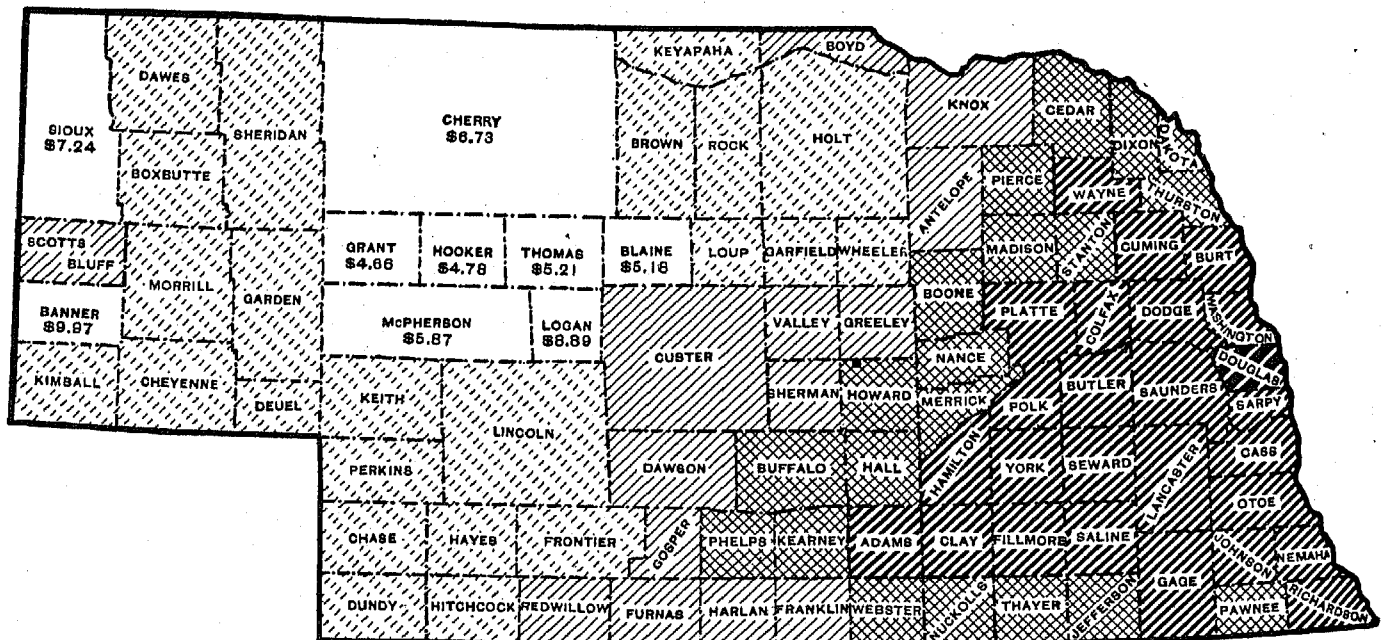 KEYAPAHA
BOYD
DAWES
KNOX
CEDAR
CHERRY
$6.73
SIOUX
$7.24
SHERIDAN
BROWN
ROCK
HOLT
DIXON
DAKOTA
BOXBUTTE
PIERCE
WAYNE
THURSTON
ANTELOPE
SCOTTS
BLUFF
GRANT
$4.66
HOOKER
$4.78
THOMAS
$5.21
BLAINE
$5.18
LOUP
GARFIELD
WHEELER
MADISON
STANTON
CUMING
BURT
MORRILL
GARDEN
BOONE
BANNER
$9.97
McPHERSON
$5.87
LOGAN
$8.89
CUSTER
VALLEY
GREELEY
PLATTE
COLFAX
DODGE
WASHINGTON
NANCE
DOUGLAS
KIMBALL
CHEYENNE
DEUEL
KEITH
LINCOLN
SHERMAN
HOWARD
MERRICK
POLK
BUTLER
SAUNDERS
SARPY
PERKINS
DAWSON
BUFFALO
HALL
HAMILTON
YORK
SEWARD
LANCASTER
CASS
OTOE
CHASE
HAYES
FRONTIER
GOSPER
PHELPS
KEARNEY
ADAMS
CLAY
FILLMORE
SALINE
JOHNSON
NEMAHA
DUNDY
HITCHCOCK
REDWILLOW
FURNAS
HARLAN
FRANKLIN
WEBSTER
NUCKOLLS
THAYER
JEFFERSON
GAGE
PAWNEE
RICHARDSON